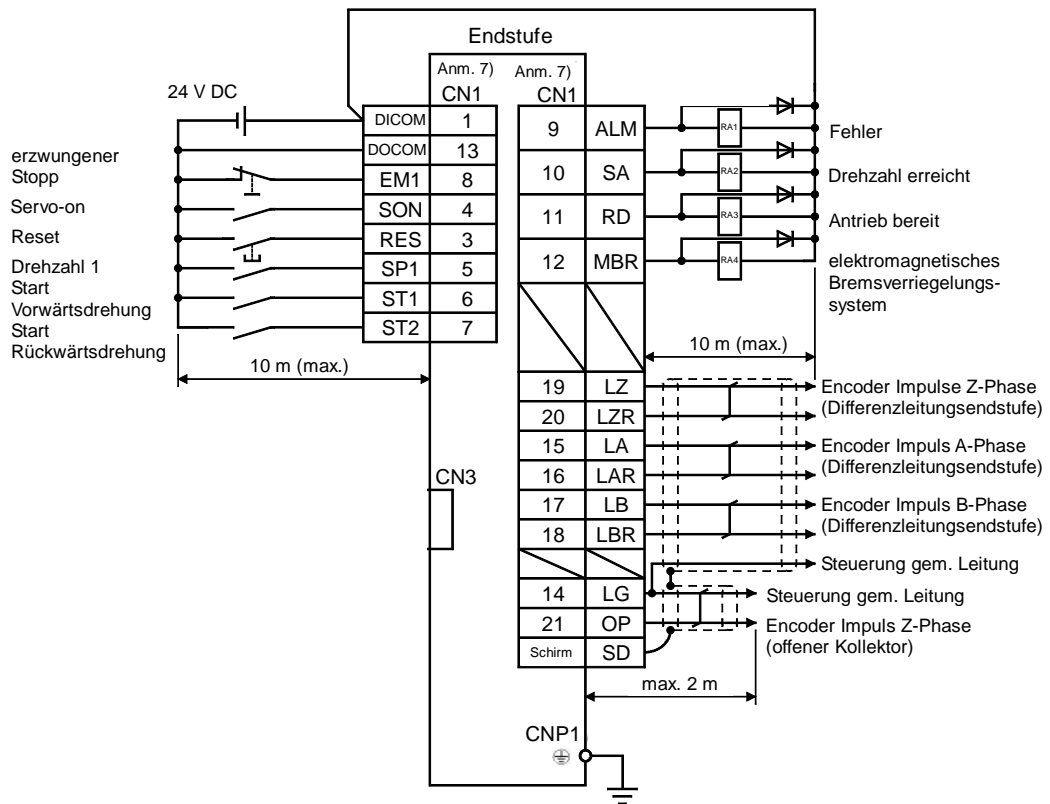 Endstufe
Anm. 7)
CN1
Anm. 7)
CN1
24 V DC
DICOM 1
DOCOM 13
erzwungener
Stopp
EM1 8
Servo-on
SON 4
Reset
RES 3
Drehzahl 1
SP1 5
Start
Vorwärtsdrehung
ST1 6
Start
Rückwärtsdrehung
ST2 7
10 m (max.)
9 ALM
RA1
Fehler
10 SA
RA2
Drehzahl erreicht
11 RD
RA3
Antrieb bereit
12 MBR
RA4
elektromagnetisches
Bremsverriegelungs-
system
10 m (max.)
19 LZ
Encoder Impulse Z-Phase
20 LZR
(Differenzleitungsendstufe)
15 LA
Encoder Impuls A-Phase
16 LAR
(Differenzleitungsendstufe)
17 LB
Encoder Impuls B-Phase
18 LBR
(Differenzleitungsendstufe)
Steuerung gem. Leitung
14 LG
Steuerung gem. Leitung
21 OP
Encoder Impuls Z-Phase
(offener Kollektor)
Schirm SD
max. 2 m
CN3
CNP1